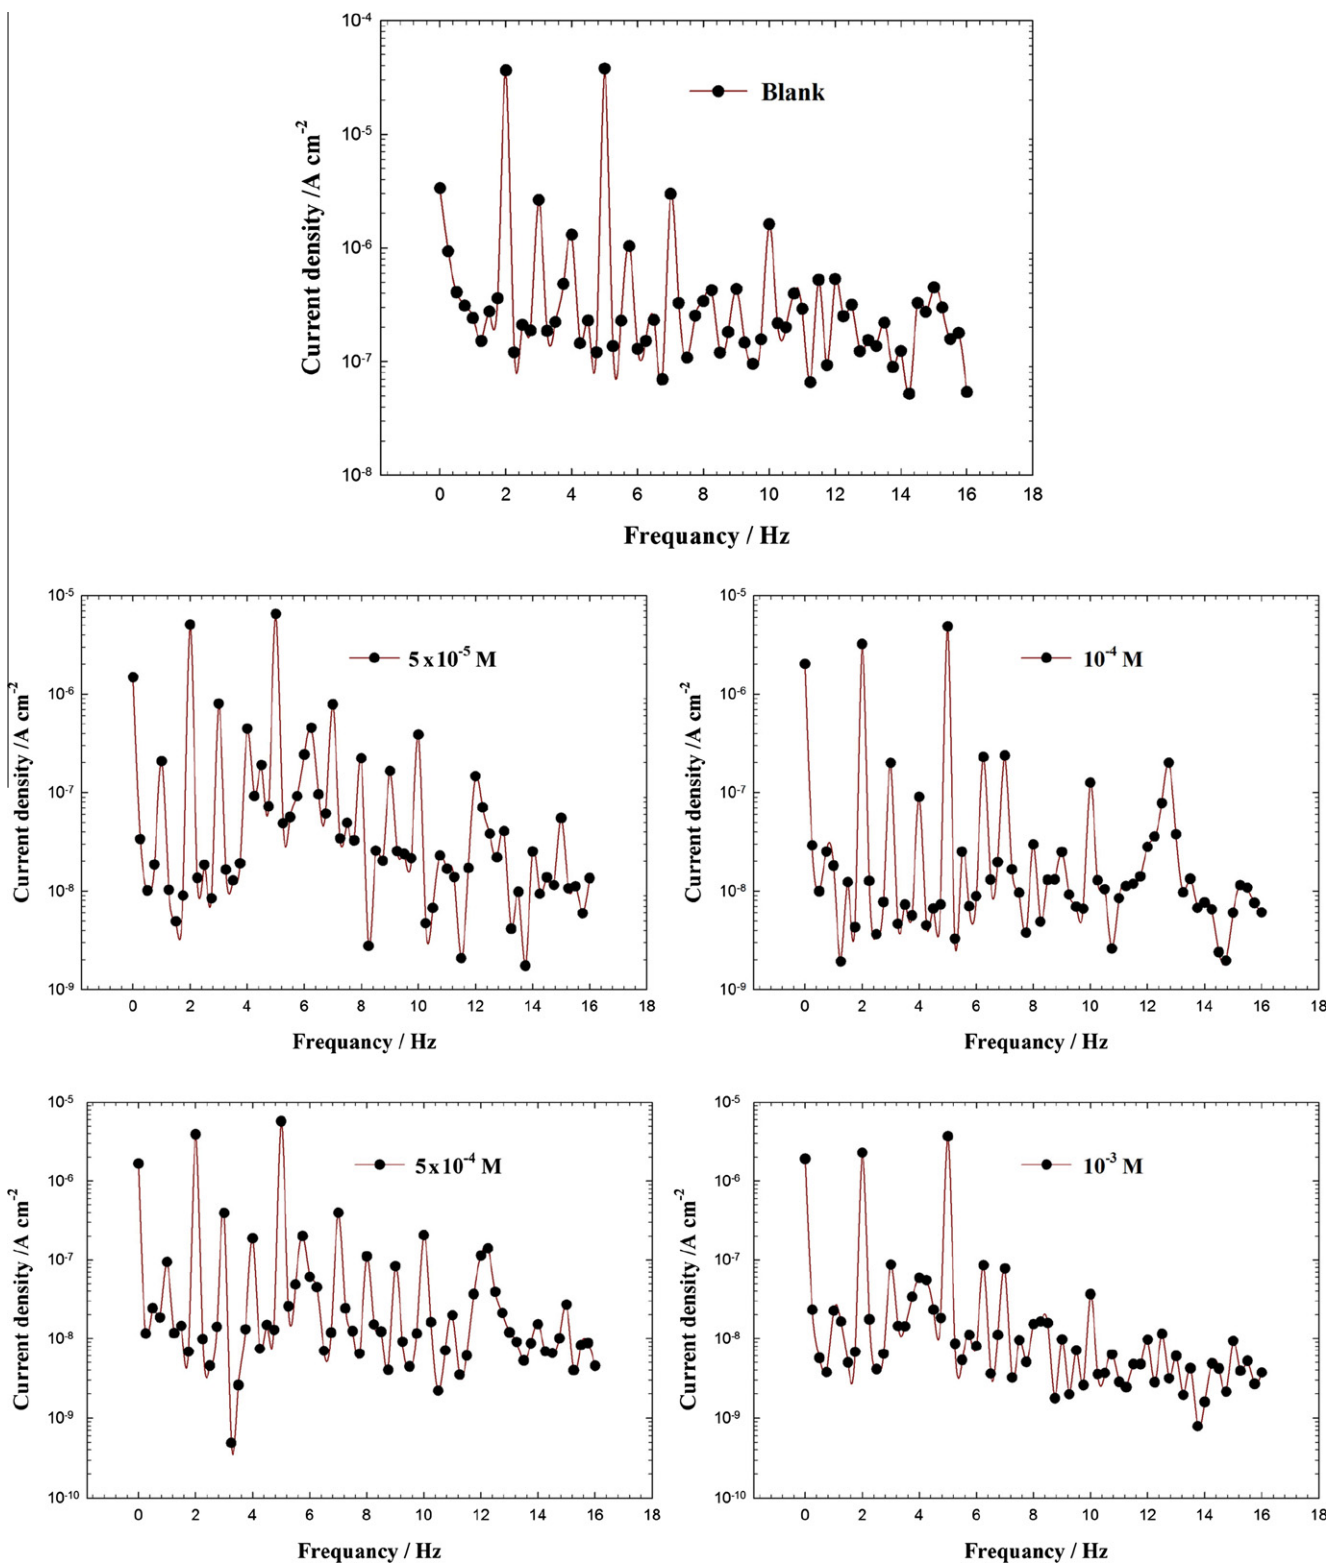 10-4
10-5
10-6
10-7
10-8
Current density /A cm-2
Blank
0 2 4 6 8 10 12 14 16 18
Frequancy / Hz
10-5
10-6
10-7
10-8
10-9
Current density /A cm-2
5 x 10-5 M
0 2 4 6 8 10 12 14 16 18
Frequancy / Hz
10-5
10-6
10-7
10-8
10-9
Current density /A cm-2
10-4 M
0 2 4 6 8 10 12 14 16 18
Frequancy / Hz
10-5
10-6
10-7
10-8
10-9
10-10
Current density /A cm-2
5 x 10-4 M
0 2 4 6 8 10 12 14 16 18
Frequancy / Hz
10-5
10-6
10-7
10-8
10-9
10-10
Current density /A cm-2
10-3 M
0 2 4 6 8 10 12 14 16 18
Frequancy / Hz